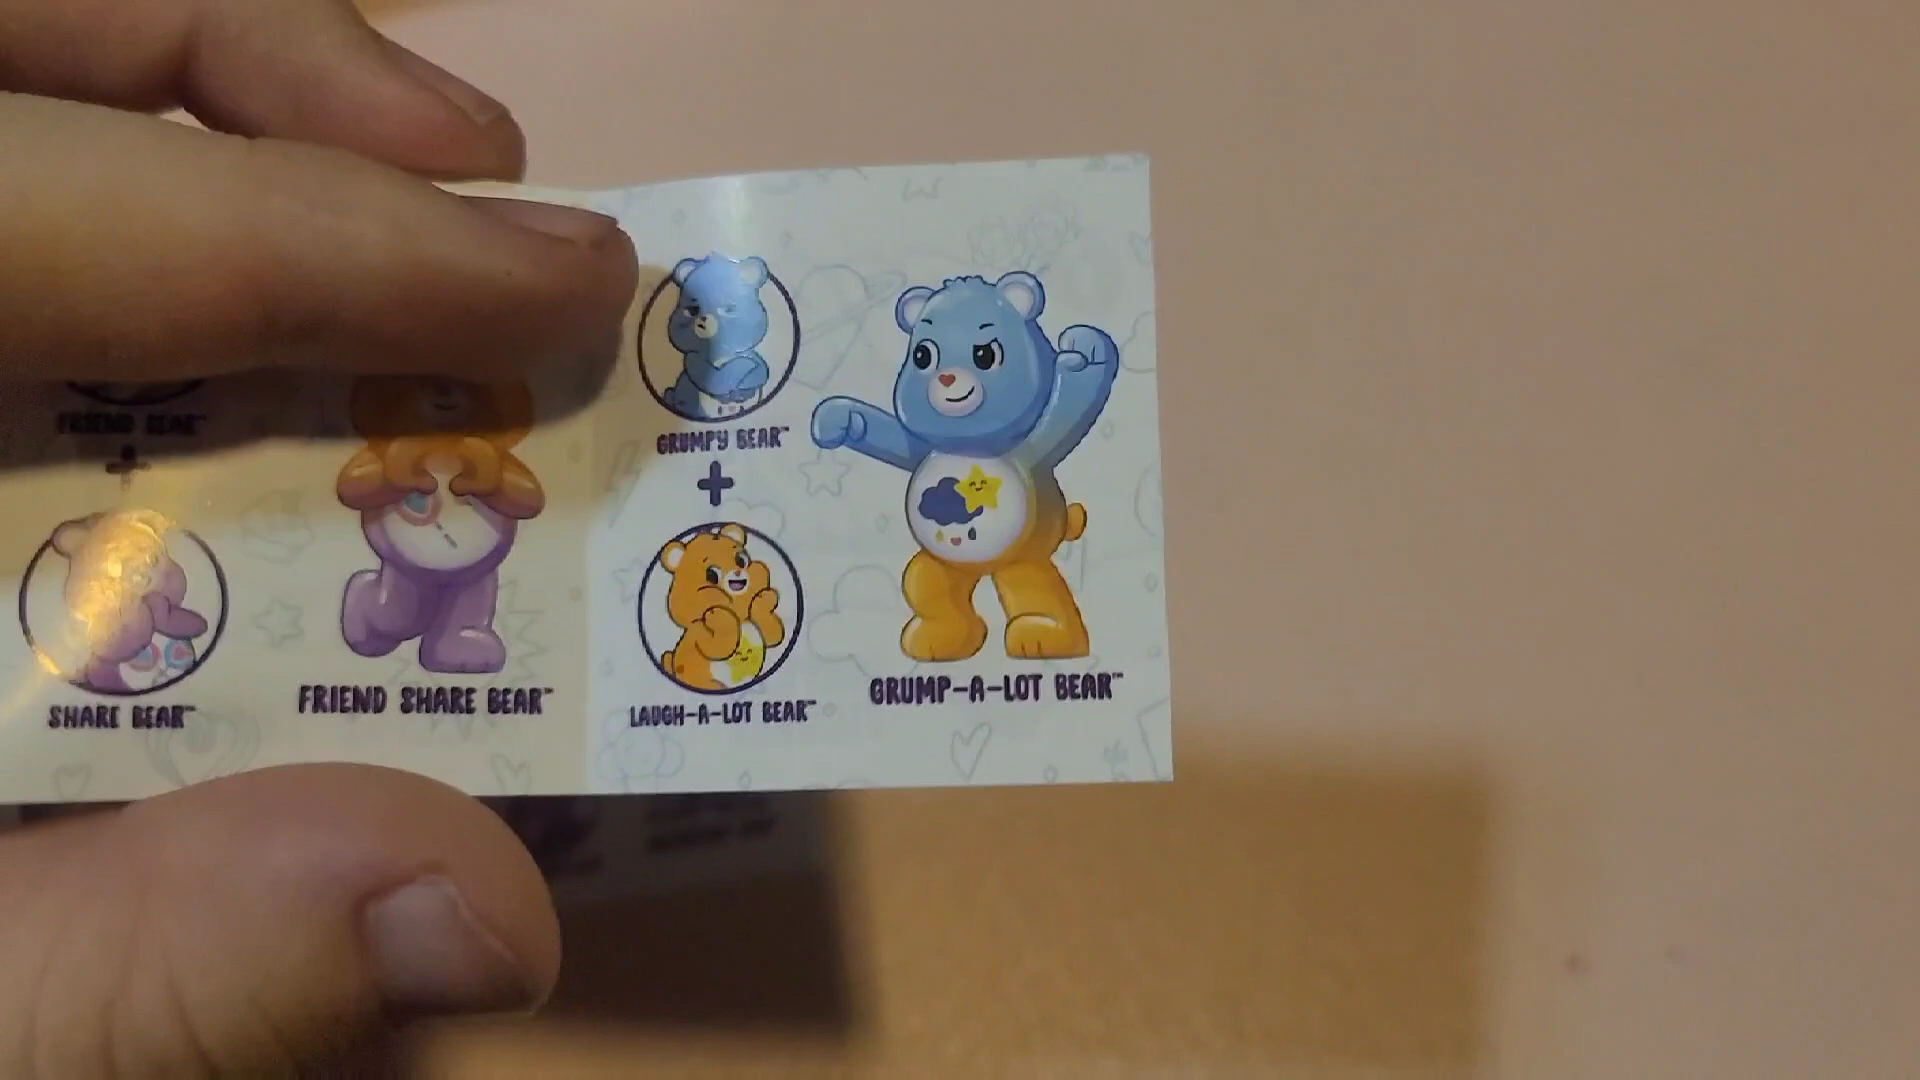 FRIEND BEAR™
+
SHARE BEAR™
FRIEND SHARE BEAR™
GRUMPY BEAR™
+
LAUGH-A-LOT BEAR™
GRUMP-A-LOT BEAR™